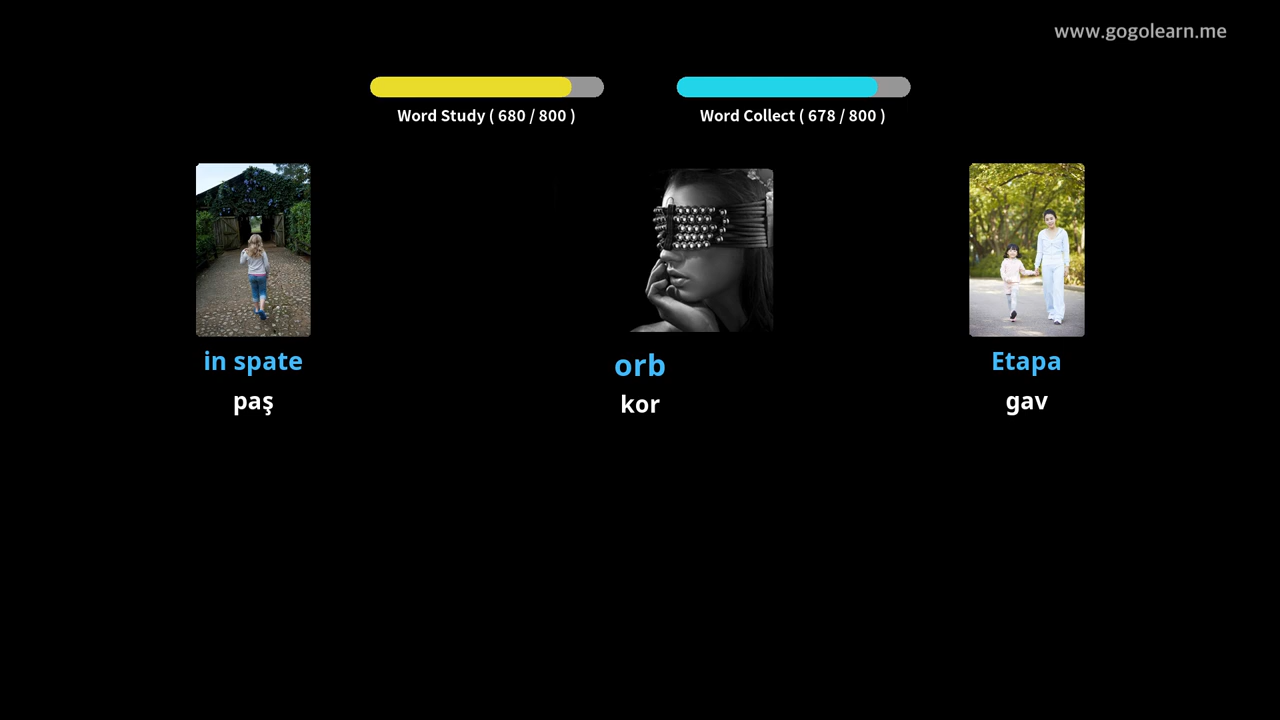 www.gogolearn.me
Word Study ( 680 / 800 )
Word Collect ( 678 / 800 )
in spate
paş
orb
kor
Etapa
gav